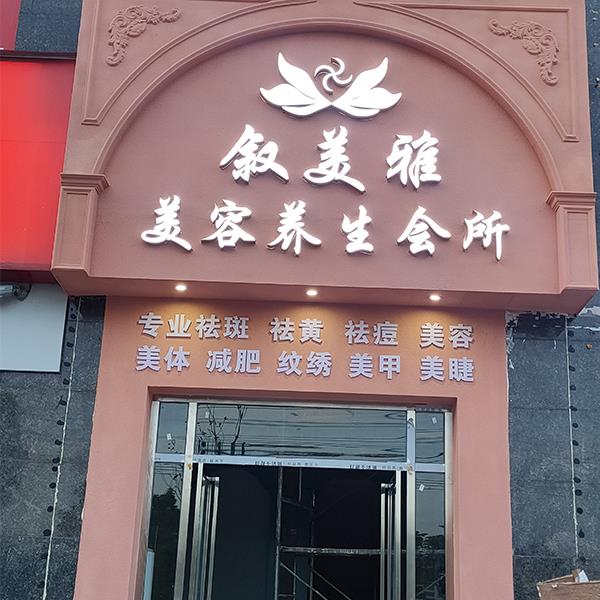 叙美雅
美容养生会所
专业祛斑 祛黄 祛痘 美容
美体 减肥 纹绣 美甲 美睫